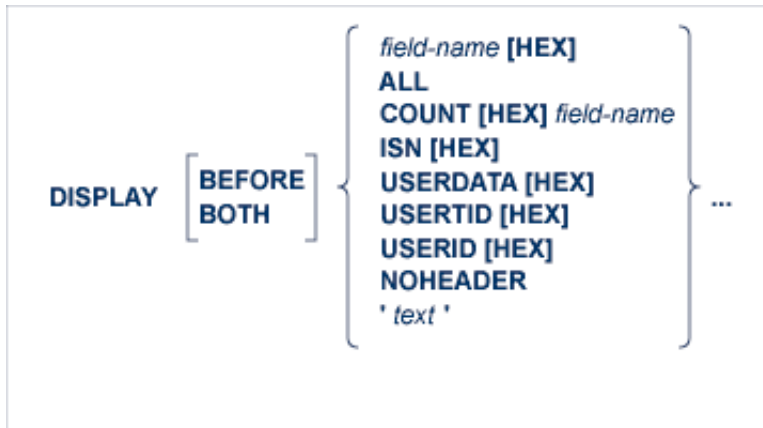 field-name [HEX]
ALL
COUNT [HEX] field-name
ISN [HEX]
DISPLAY BEFORE USERDATA [HEX] ...
BOTH USERTID [HEX]
USERID [HEX]
NOHEADER
' text '